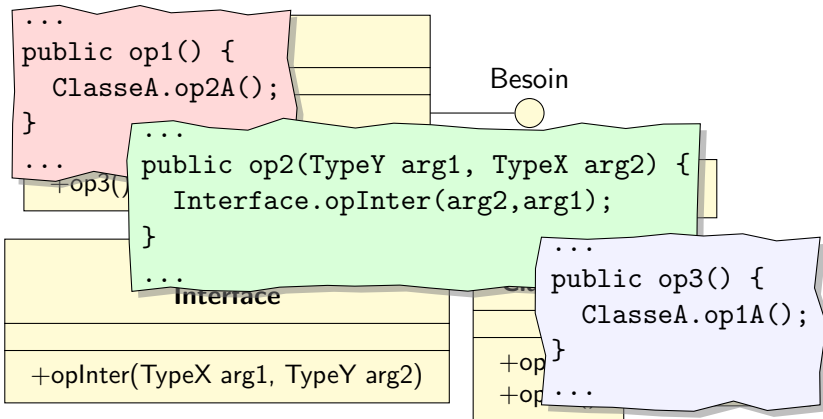 ...
public op1() {
ClasseA.op2A();
}
...
Besoin
+op3()
...
public op2(TypeY arg1, TypeX arg2) {
Interface.opInter(arg2,arg1);
}
...
Interface
+opInter(TypeX arg1, TypeY arg2)
...
public op3() {
ClasseA.op1A();
}
...
+op
+op